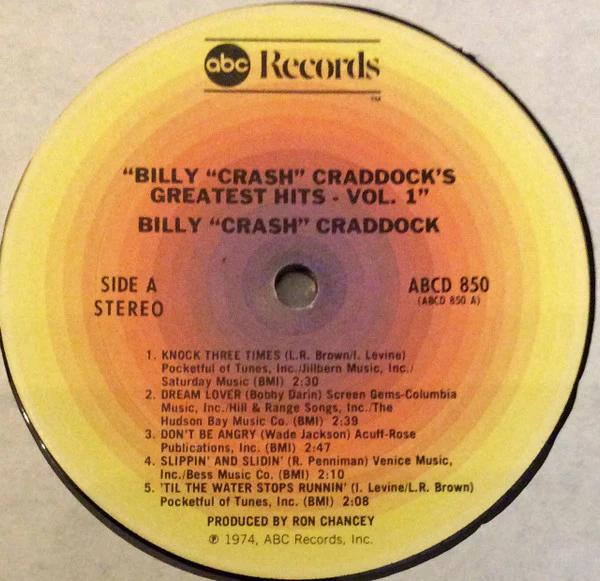 abc Records
™
"BILLY "CRASH" CRADDOCK'S
GREATEST HITS - VOL. 1"
BILLY "CRASH" CRADDOCK
SIDE A
STEREO
ABCD 850
(ABCD 850 A)
1. KNOCK THREE TIMES (L.R. Brown/I. Levine)
Pocketful of Tunes, Inc./Jillbern Music, Inc./
Saturday Music (BMI) 2:30
2. DREAM LOVER (Bobby Darin) Screen Gems-Columbia
Music, Inc./Hill & Range Songs, Inc./The
Hudson Bay Music Co. (BMI) 2:39
3. DON'T BE ANGRY (Wade Jackson) Acuff-Rose
Publications, Inc. (BMI) 2:47
4. SLIPPIN' AND SLIDIN' (R. Penniman) Venice Music,
Inc./Bess Music Co. (BMI) 2:10
5. 'TIL THE WATER STOPS RUNNIN' (I. Levine/L.R. Brown)
Pocketful of Tunes, Inc. (BMI) 2:08
PRODUCED BY RON CHANCEY
℗ 1974, ABC Records, Inc.